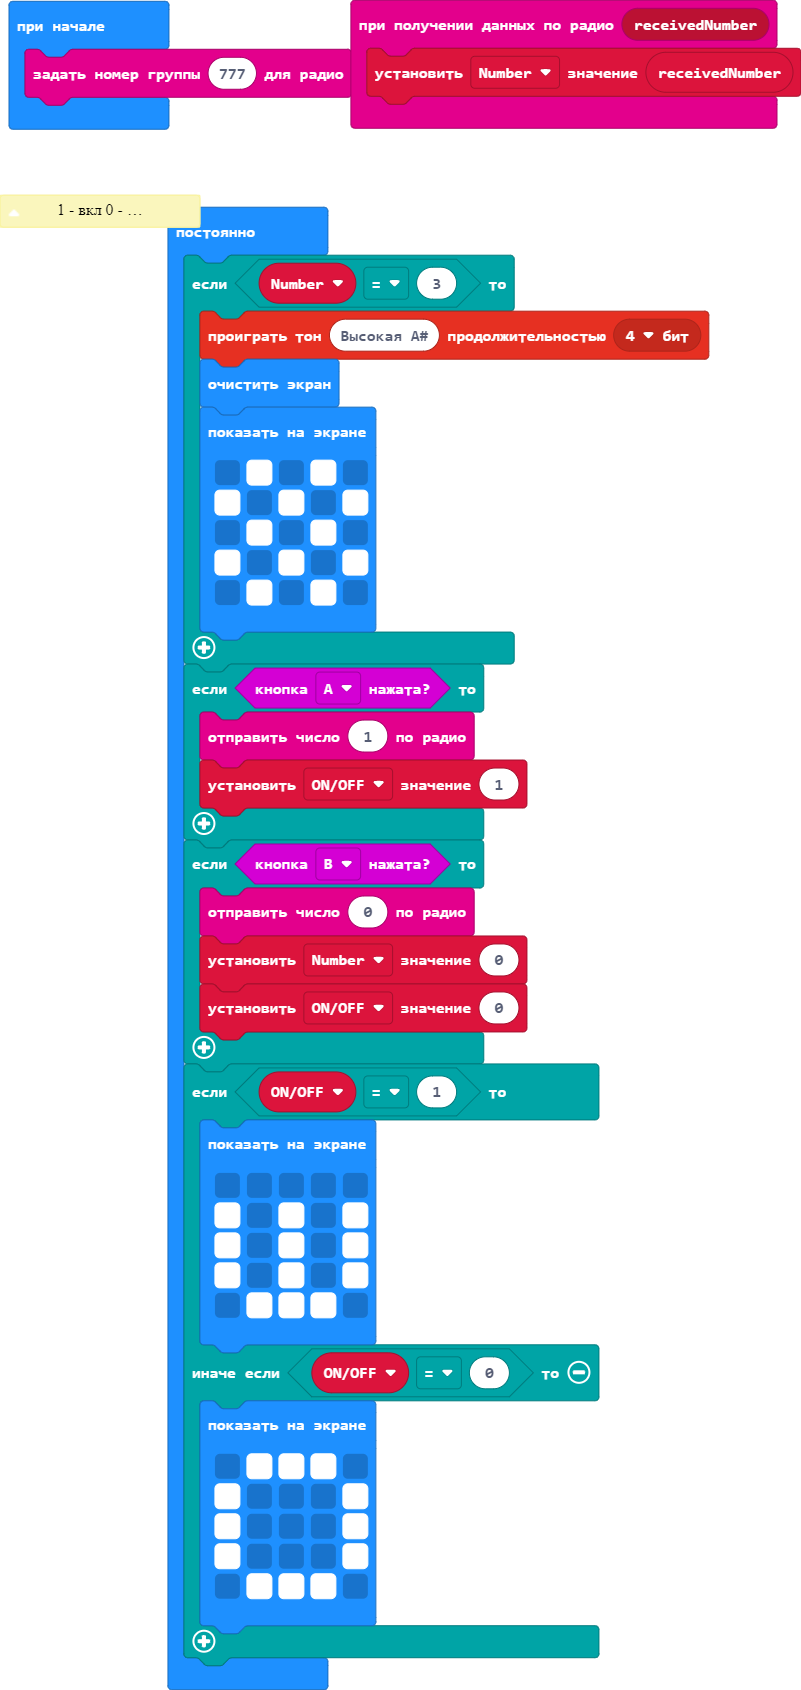 при начале
задать номер группы 777 для радио
при получении данных по радио receivedNumber
установить Number значение receivedNumber
1 - вкл 0 - ...
постоянно
если Number = 3 то
проиграть тон Высокая A# продолжительностью 4 бит
очистить экран
показать на экране
если кнопка A нажата? то
отправить число 1 по радио
установить ON/OFF значение 1
если кнопка B нажата? то
отправить число 0 по радио
установить Number значение 0
установить ON/OFF значение 0
если ON/OFF = 1 то
показать на экране
иначе если ON/OFF = 0 то
показать на экране